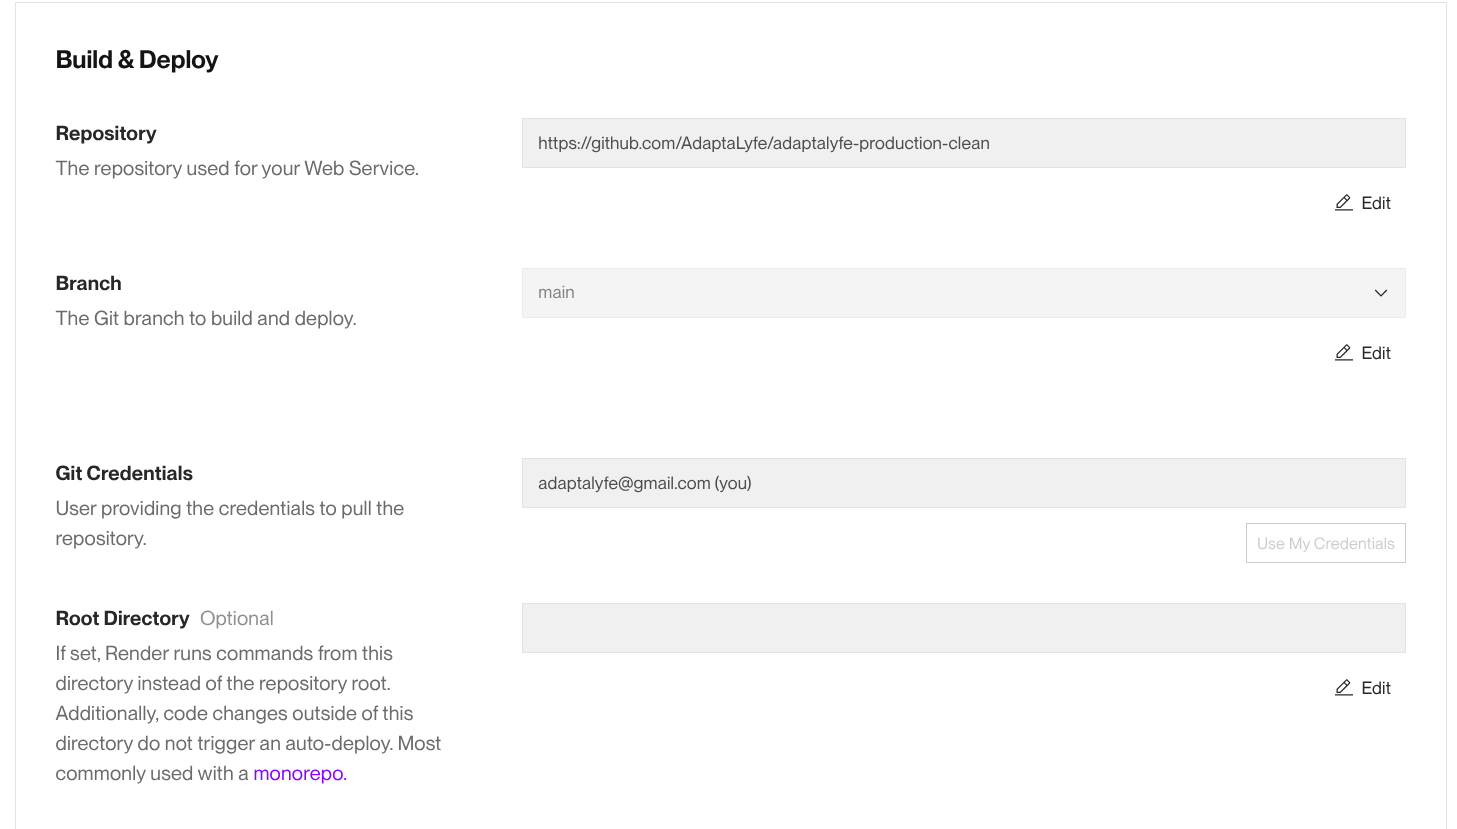 Build & Deploy
Repository
The repository used for your Web Service.
https://github.com/AdaptaLyfe/adaptalyfe-production-clean
Edit
Branch
The Git branch to build and deploy.
main
Edit
Git Credentials
User providing the credentials to pull the
repository.
adaptalyfe@gmail.com (you)
Use My Credentials
Root Directory Optional
If set, Render runs commands from this
directory instead of the repository root.
Additionally, code changes outside of this
directory do not trigger an auto-deploy. Most
commonly used with a monorepo.
Edit